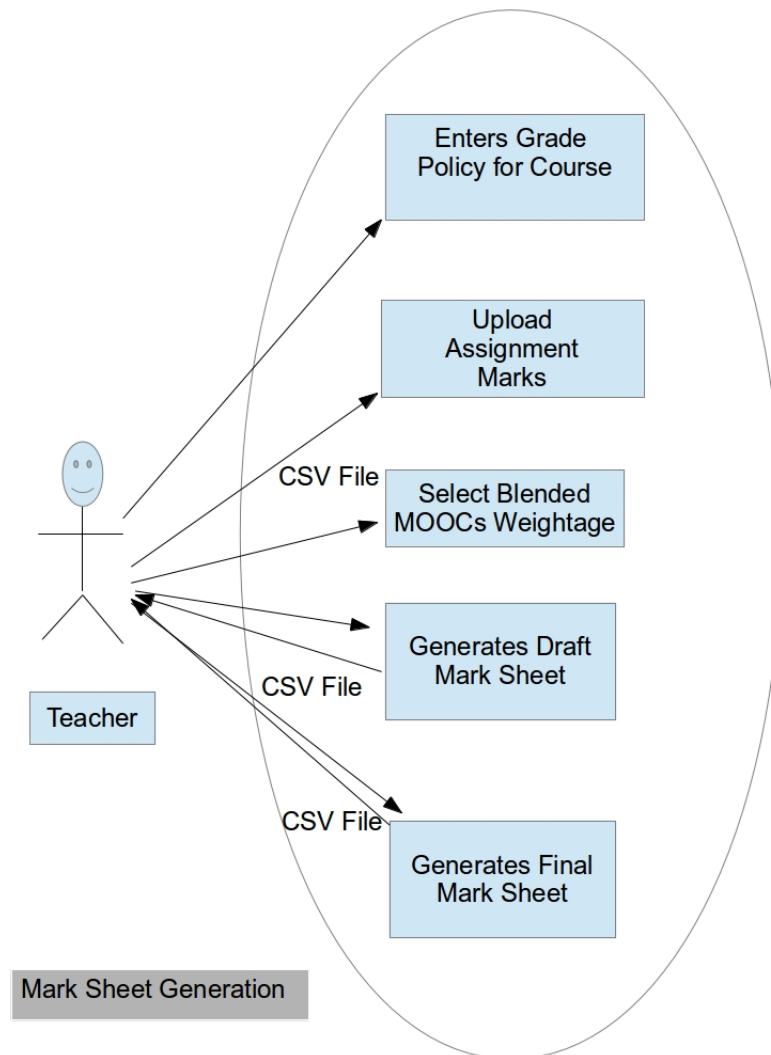 Enters Grade
Policy for Course
Upload
Assignment
Marks
CSV File
Select Blended
MOOCs Weightage
Generates Draft
Mark Sheet
CSV File
Teacher
CSV File
Generates Final
Mark Sheet
Mark Sheet Generation